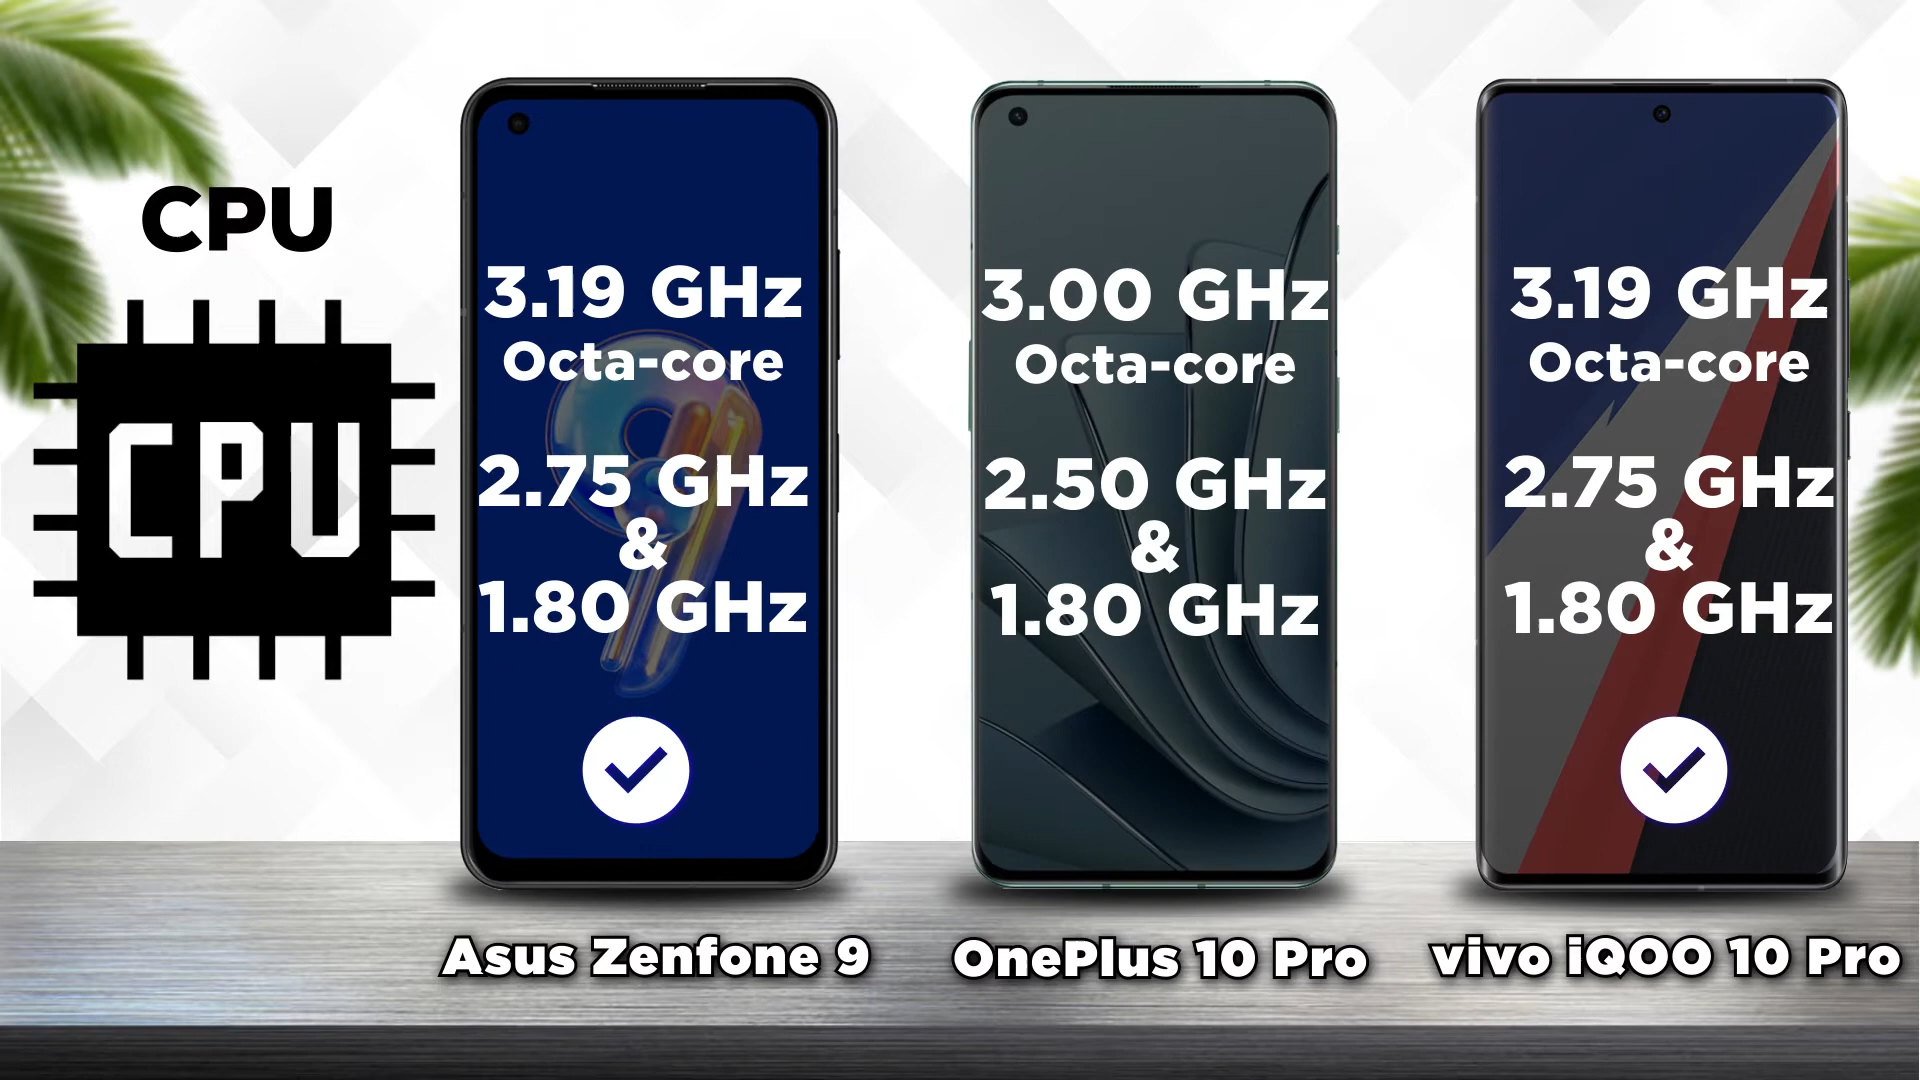 CPU
CPU
3.19 GHz
Octa-core
2.75 GHz
&
1.80 GHz
Asus Zenfone 9
3.00 GHz
Octa-core
2.50 GHz
&
1.80 GHz
OnePlus 10 Pro
3.19 GHz
Octa-core
2.75 GHz
&
1.80 GHz
vivo iQOO 10 Pro